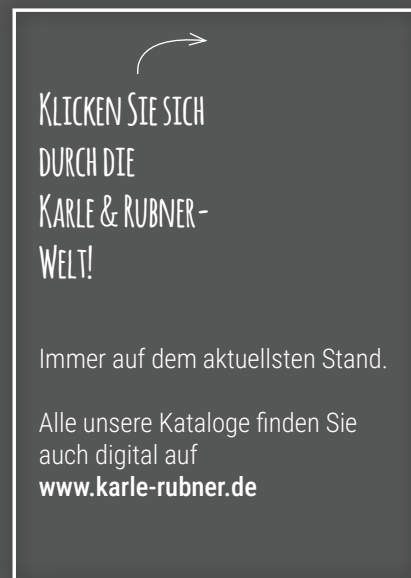 Klicken Sie sich
durch die
Karle & Rubner-
Welt!
Immer auf dem aktuellsten Stand.
Alle unsere Kataloge finden Sie
auch digital auf
www.karle-rubner.de